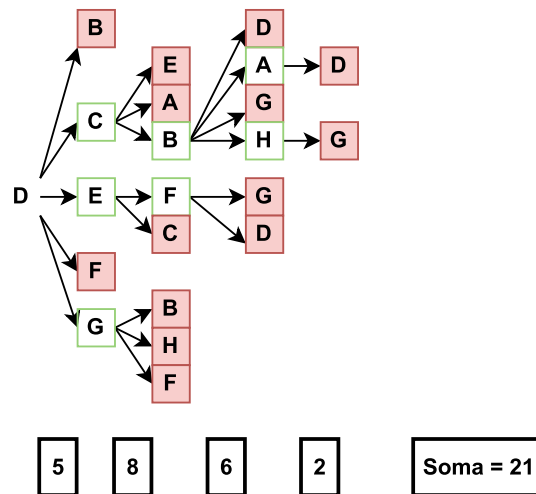 B D
E A D
C A G
B H G
D E F G
C D
F
G B
H
F
5 8 6 2 Soma = 21